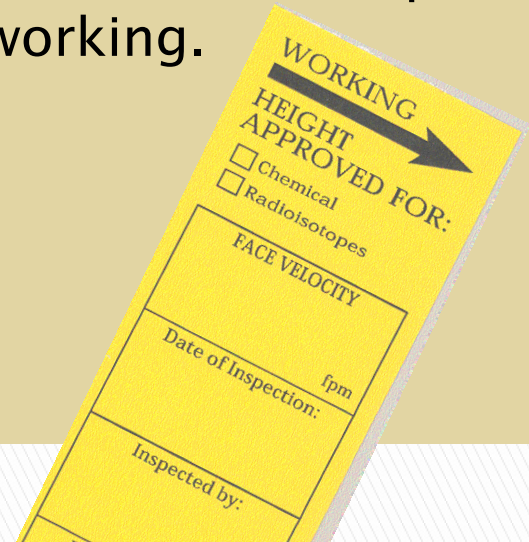 working.
WORKING
HEIGHT
APPROVED FOR:
Chemical
Radioisotopes
FACE VELOCITY
fpm
Date of Inspection:
Inspected by: